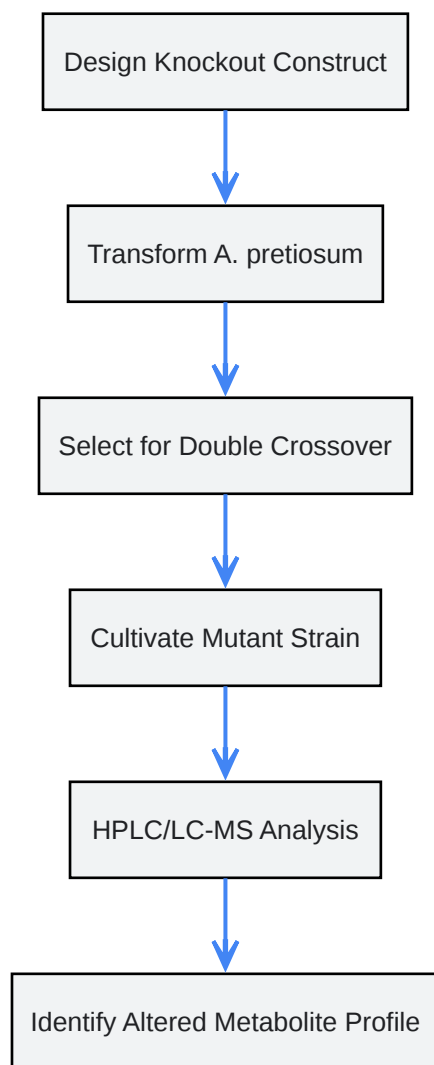 Design Knockout Construct
Transform A. pretiosum
Select for Double Crossover
Cultivate Mutant Strain
HPLC/LC-MS Analysis
Identify Altered Metabolite Profile